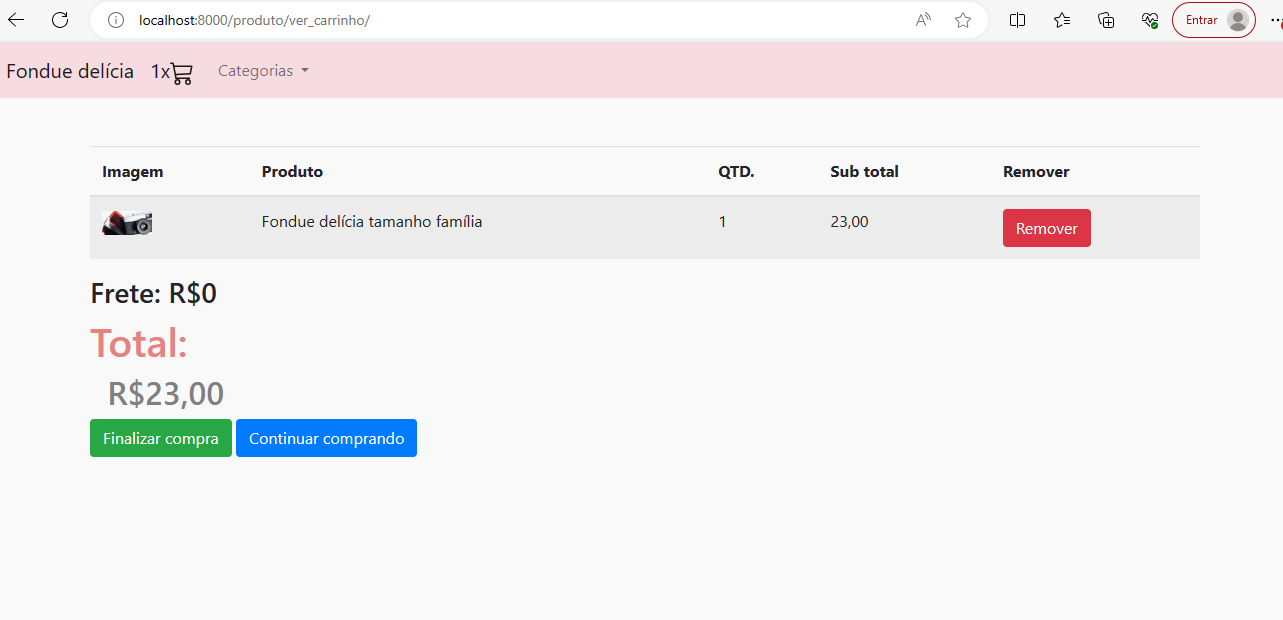 localhost:8000/produto/ver_carrinho/
Entrar
Fondue delícia 1x Categorias
Imagem Produto QTD. Sub total Remover
Fondue delícia tamanho família 1 23,00 Remover
Frete: R$0
Total:
R$23,00
Finalizar compra Continuar comprando